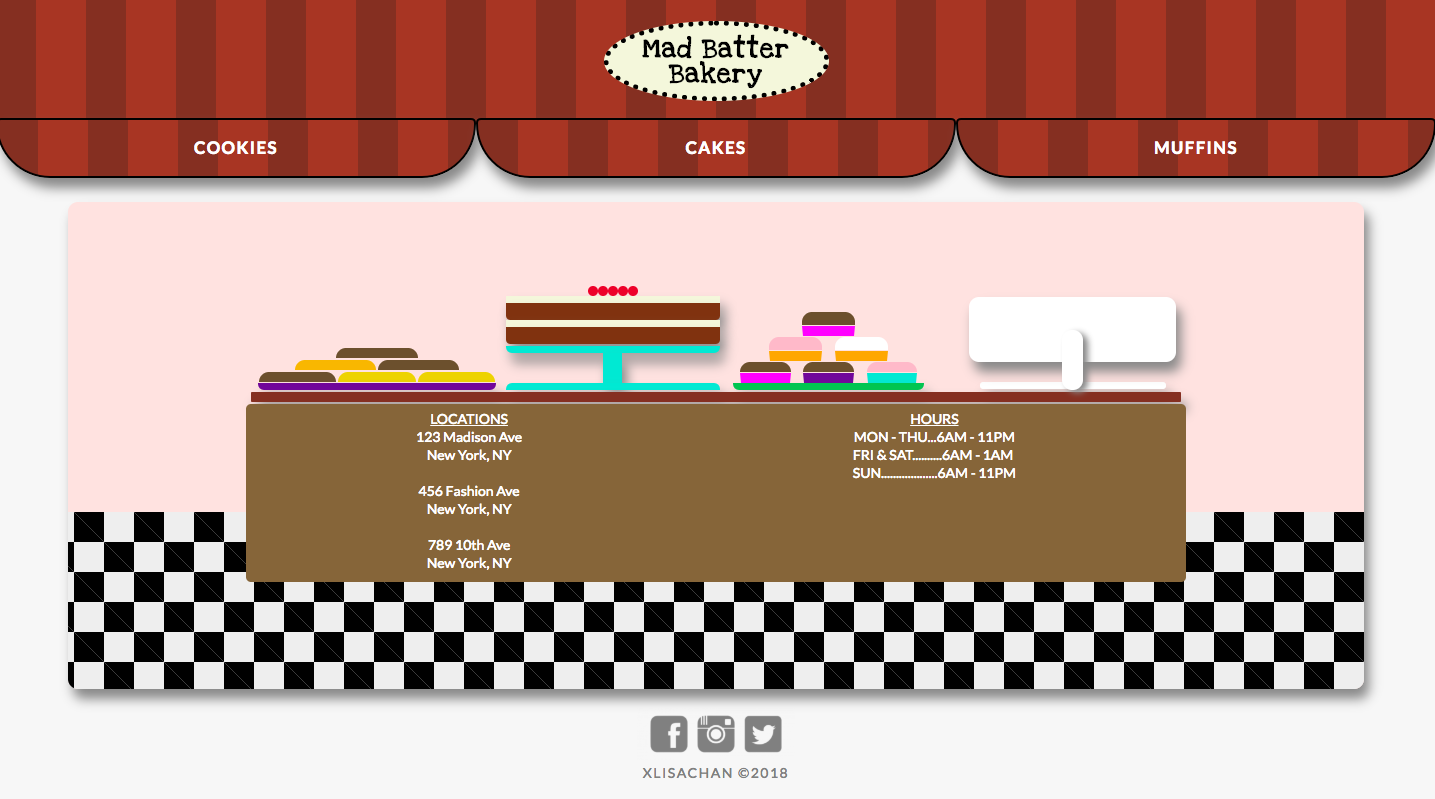 Mad Batter
Bakery
COOKIES
CAKES
MUFFINS
LOCATIONS
123 Madison Ave
New York, NY
456 Fashion Ave
New York, NY
789 10th Ave
New York, NY
HOURS
MON - THU...6AM - 11PM
FRI & SAT..........6AM - 1AM
SUN...................6AM - 11PM
XLISACHAN ©2018